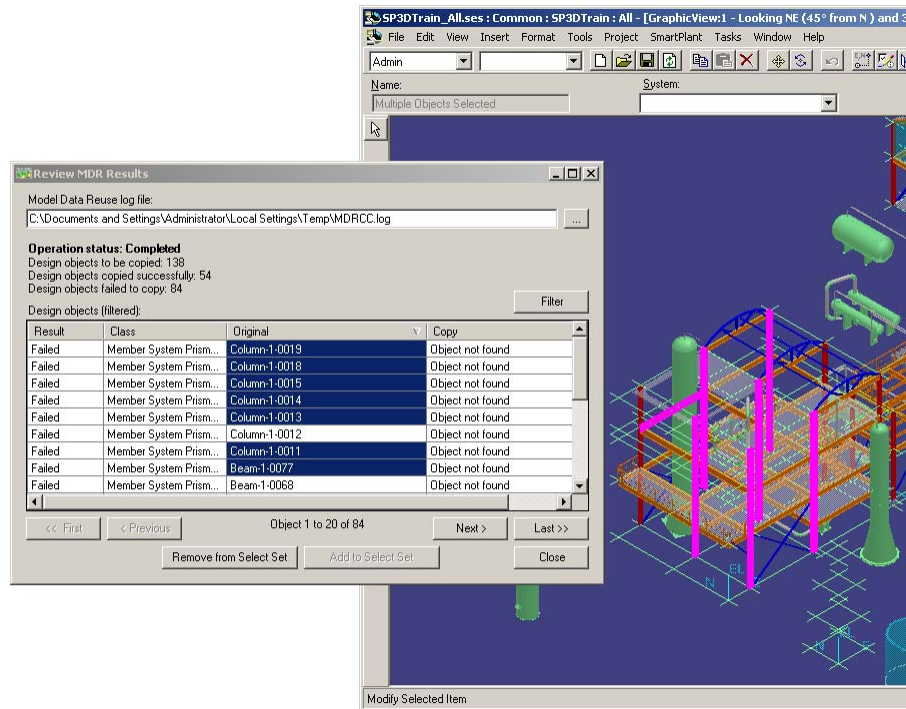 SP3DTrain_All.ses : Common : SP3DTrain : All - [GraphicView:1 - Looking NE (45° from N ) and 3
File Edit View Insert Format Tools Project SmartPlant Tasks Window Help
Admin
Name:
System:
Multiple Objects Selected
Review MDR Results
Model Data Reuse log file:
C:\Documents and Settings\Administrator\Local Settings\Temp\MDRCC.log
...
Operation status: Completed
Design objects to be copied: 138
Design objects copied successfully: 54
Design objects failed to copy: 84
Filter
Design objects (filtered):
Result Class Original Copy
Failed Member System Prism... Column-1-0019 Object not found
Failed Member System Prism... Column-1-0018 Object not found
Failed Member System Prism... Column-1-0015 Object not found
Failed Member System Prism... Column-1-0014 Object not found
Failed Member System Prism... Column-1-0013 Object not found
Failed Member System Prism... Column-1-0012 Object not found
Failed Member System Prism... Column-1-0011 Object not found
Failed Member System Prism... Beam-1-0077 Object not found
Failed Member System Prism... Beam-1-0068 Object not found
<< First < Previous Object 1 to 20 of 84 Next > Last >>
Remove from Select Set Add to Select Set Close
EL
N
Modify Selected Item